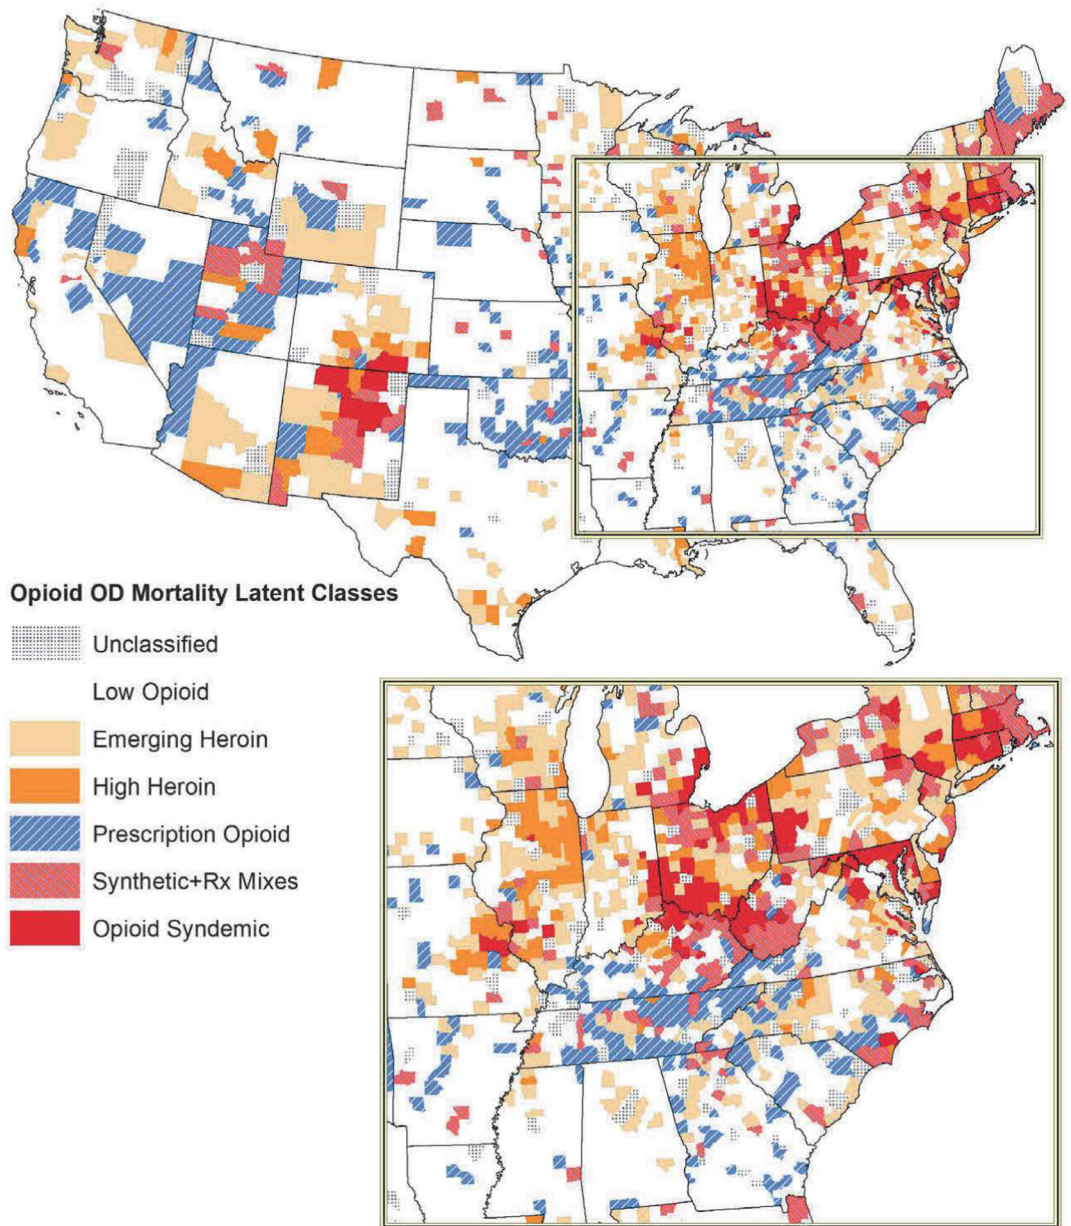 Opioid OD Mortality Latent Classes
Unclassified
Low Opioid
Emerging Heroin
High Heroin
Prescription Opioid
Synthetic+Rx Mixes
Opioid Syndemic